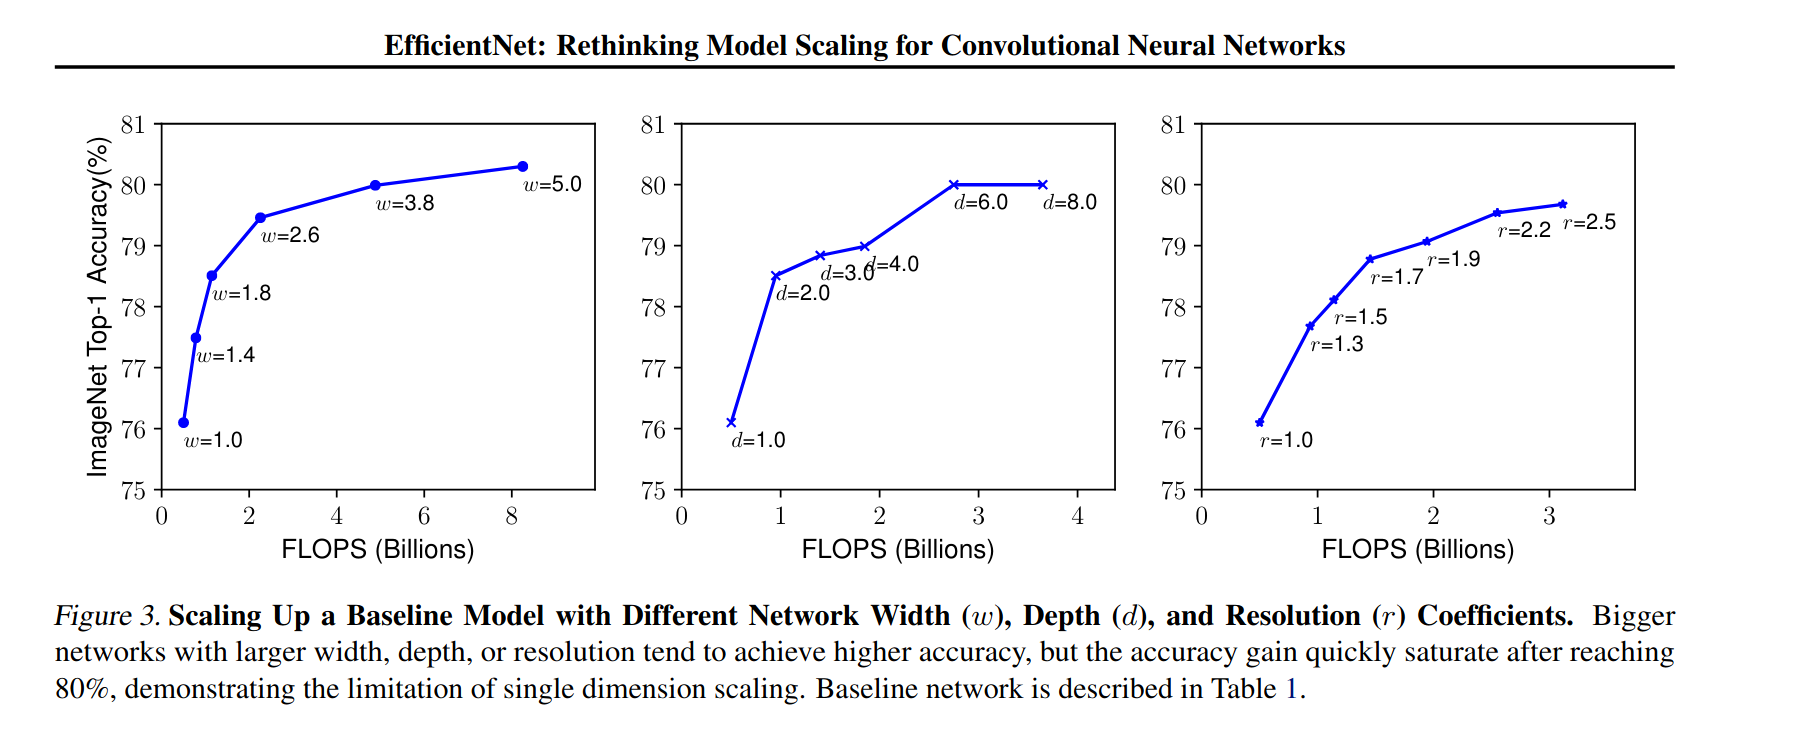 EfficientNet: Rethinking Model Scaling for Convolutional Neural Networks
ImageNet Top-1 Accuracy(%)
81
80
79
78
77
76
75
0 2 4 6 8
FLOPS (Billions)
w=1.0
w=1.4
w=1.8
w=2.6
w=3.8
w=5.0
81
80
79
78
77
76
75
0 1 2 3 4
FLOPS (Billions)
d=1.0
d=2.0
d=3.0
d=4.0
d=6.0
d=8.0
81
80
79
78
77
76
75
0 1 2 3
FLOPS (Billions)
r=1.0
r=1.3
r=1.5
r=1.7
r=1.9
r=2.2
r=2.5
Figure 3. Scaling Up a Baseline Model with Different Network Width (w), Depth (d), and Resolution (r) Coefficients. Bigger
networks with larger width, depth, or resolution tend to achieve higher accuracy, but the accuracy gain quickly saturate after reaching
80%, demonstrating the limitation of single dimension scaling. Baseline network is described in Table 1.